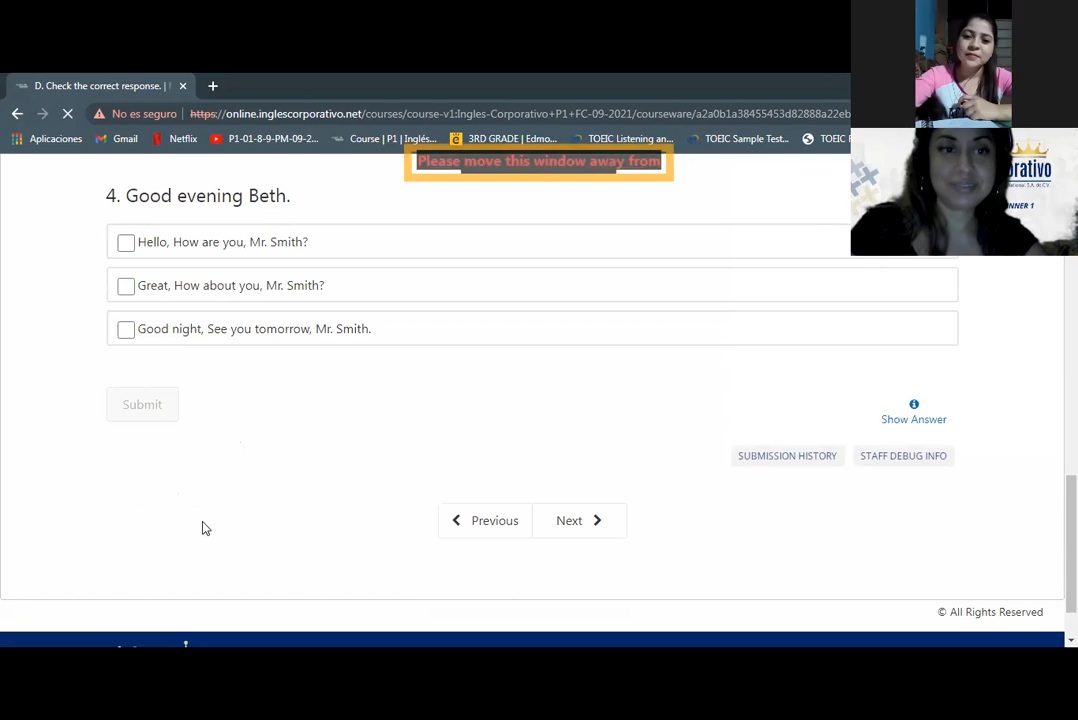 D. Check the correct response. |
No es seguro
https://online.inglescorporativo.net/courses/course-v1:Ingles-Corporativo+P1+FC-09-2021/courseware/a2a0b1a38455453d82888a22eb
Aplicaciones
Gmail
Netflix
P1-01-8-9-PM-09-2...
Course | P1 | Inglés...
3RD GRADE | Edmo...
TOEIC Listening an...
TOEIC Sample Test...
TOEIC
Please move this window away from
4. Good evening Beth.
Hello, How are you, Mr. Smith?
Great, How about you, Mr. Smith?
Good night, See you tomorrow, Mr. Smith.
Submit
Show Answer
SUBMISSION HISTORY
STAFF DEBUG INFO
Previous
Next
© All Rights Reserved